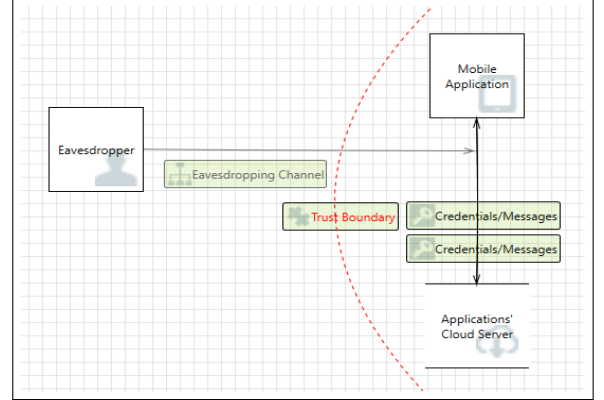 Mobile
Application
Eavesdropper
Eavesdropping Channel
Trust Boundary
Credentials/Messages
Credentials/Messages
Applications'
Cloud Server